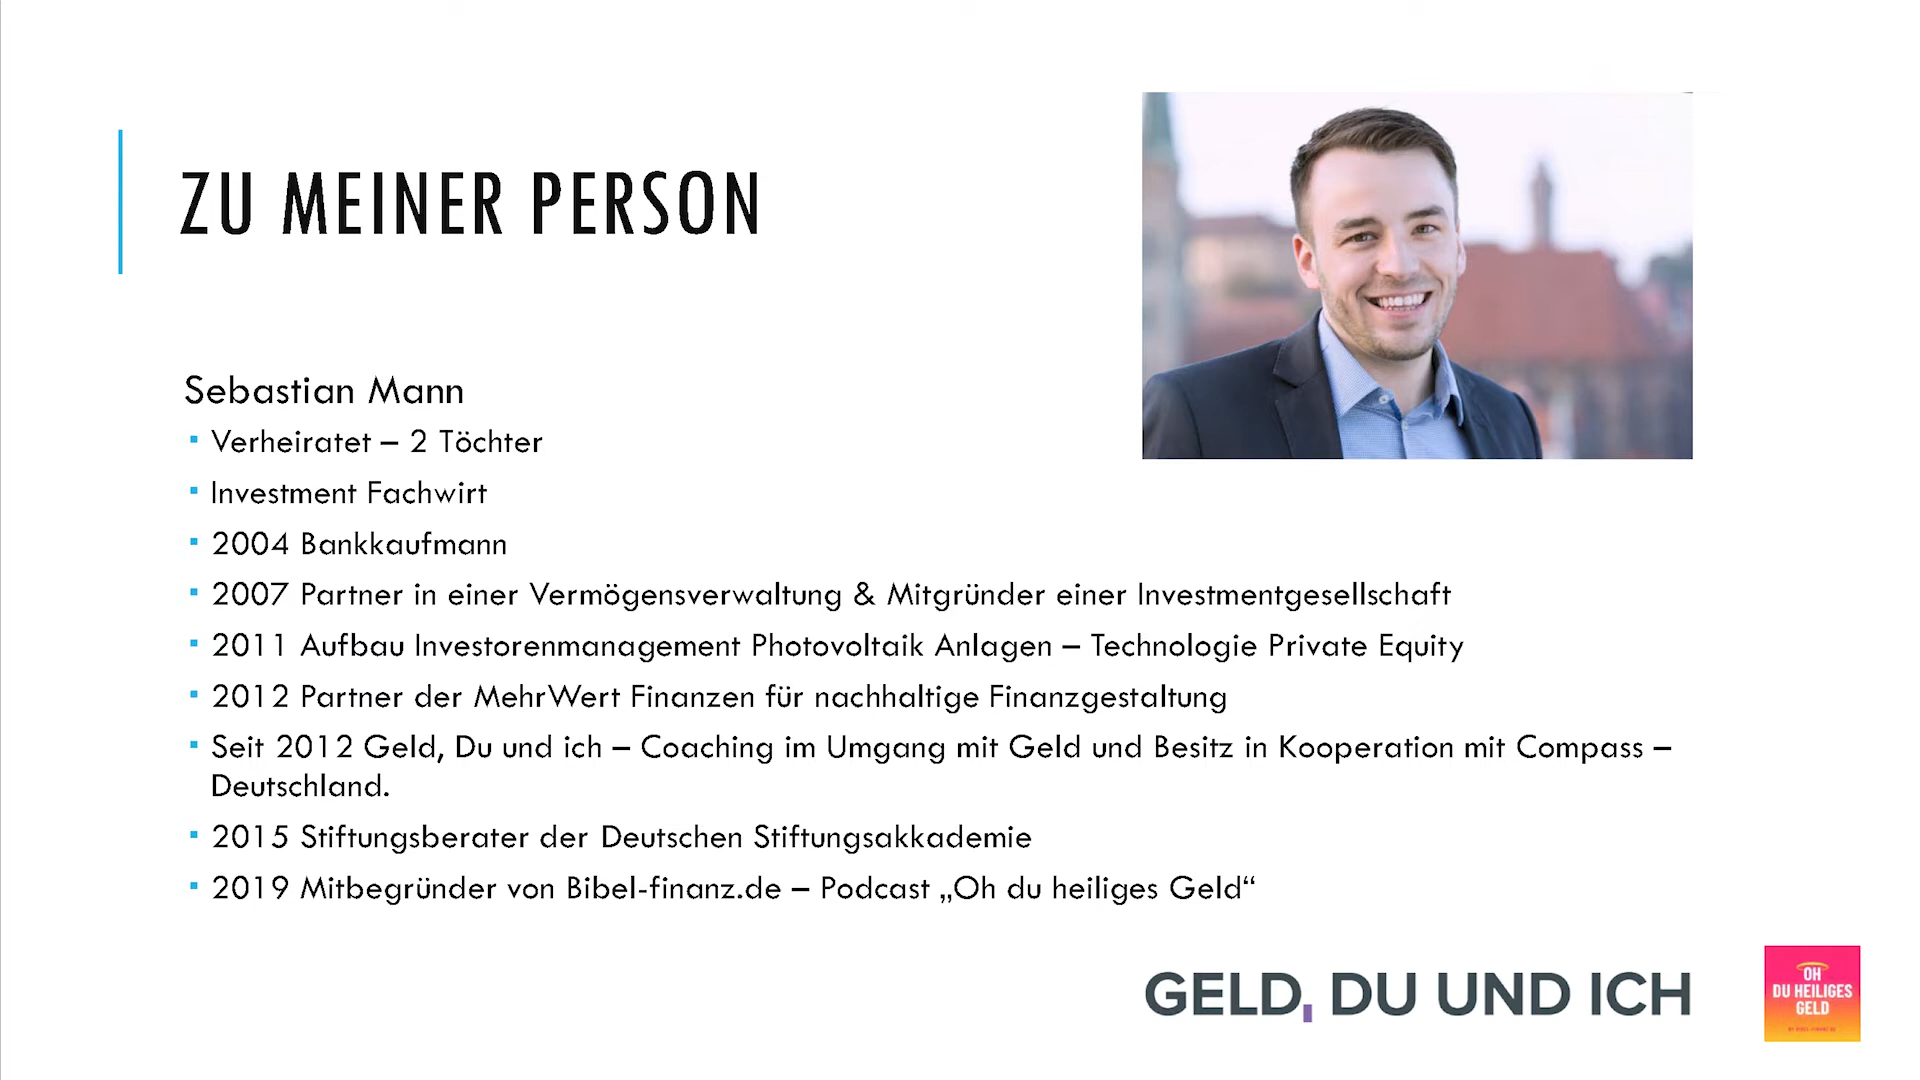 ZU MEINER PERSON
Sebastian Mann
▪ Verheiratet – 2 Töchter
▪ Investment Fachwirt
▪ 2004 Bankkaufmann
▪ 2007 Partner in einer Vermögensverwaltung & Mitgründer einer Investmentgesellschaft
▪ 2011 Aufbau Investorenmanagement Photovoltaik Anlagen – Technologie Private Equity
▪ 2012 Partner der MehrWert Finanzen für nachhaltige Finanzgestaltung
▪ Seit 2012 Geld, Du und ich – Coaching im Umgang mit Geld und Besitz in Kooperation mit Compass –
Deutschland.
▪ 2015 Stiftungsberater der Deutschen Stiftungsakkademie
▪ 2019 Mitbegründer von Bibel-finanz.de – Podcast „Oh du heiliges Geld“
GELD, DU UND ICH
OH
DU HEILIGES
GELD